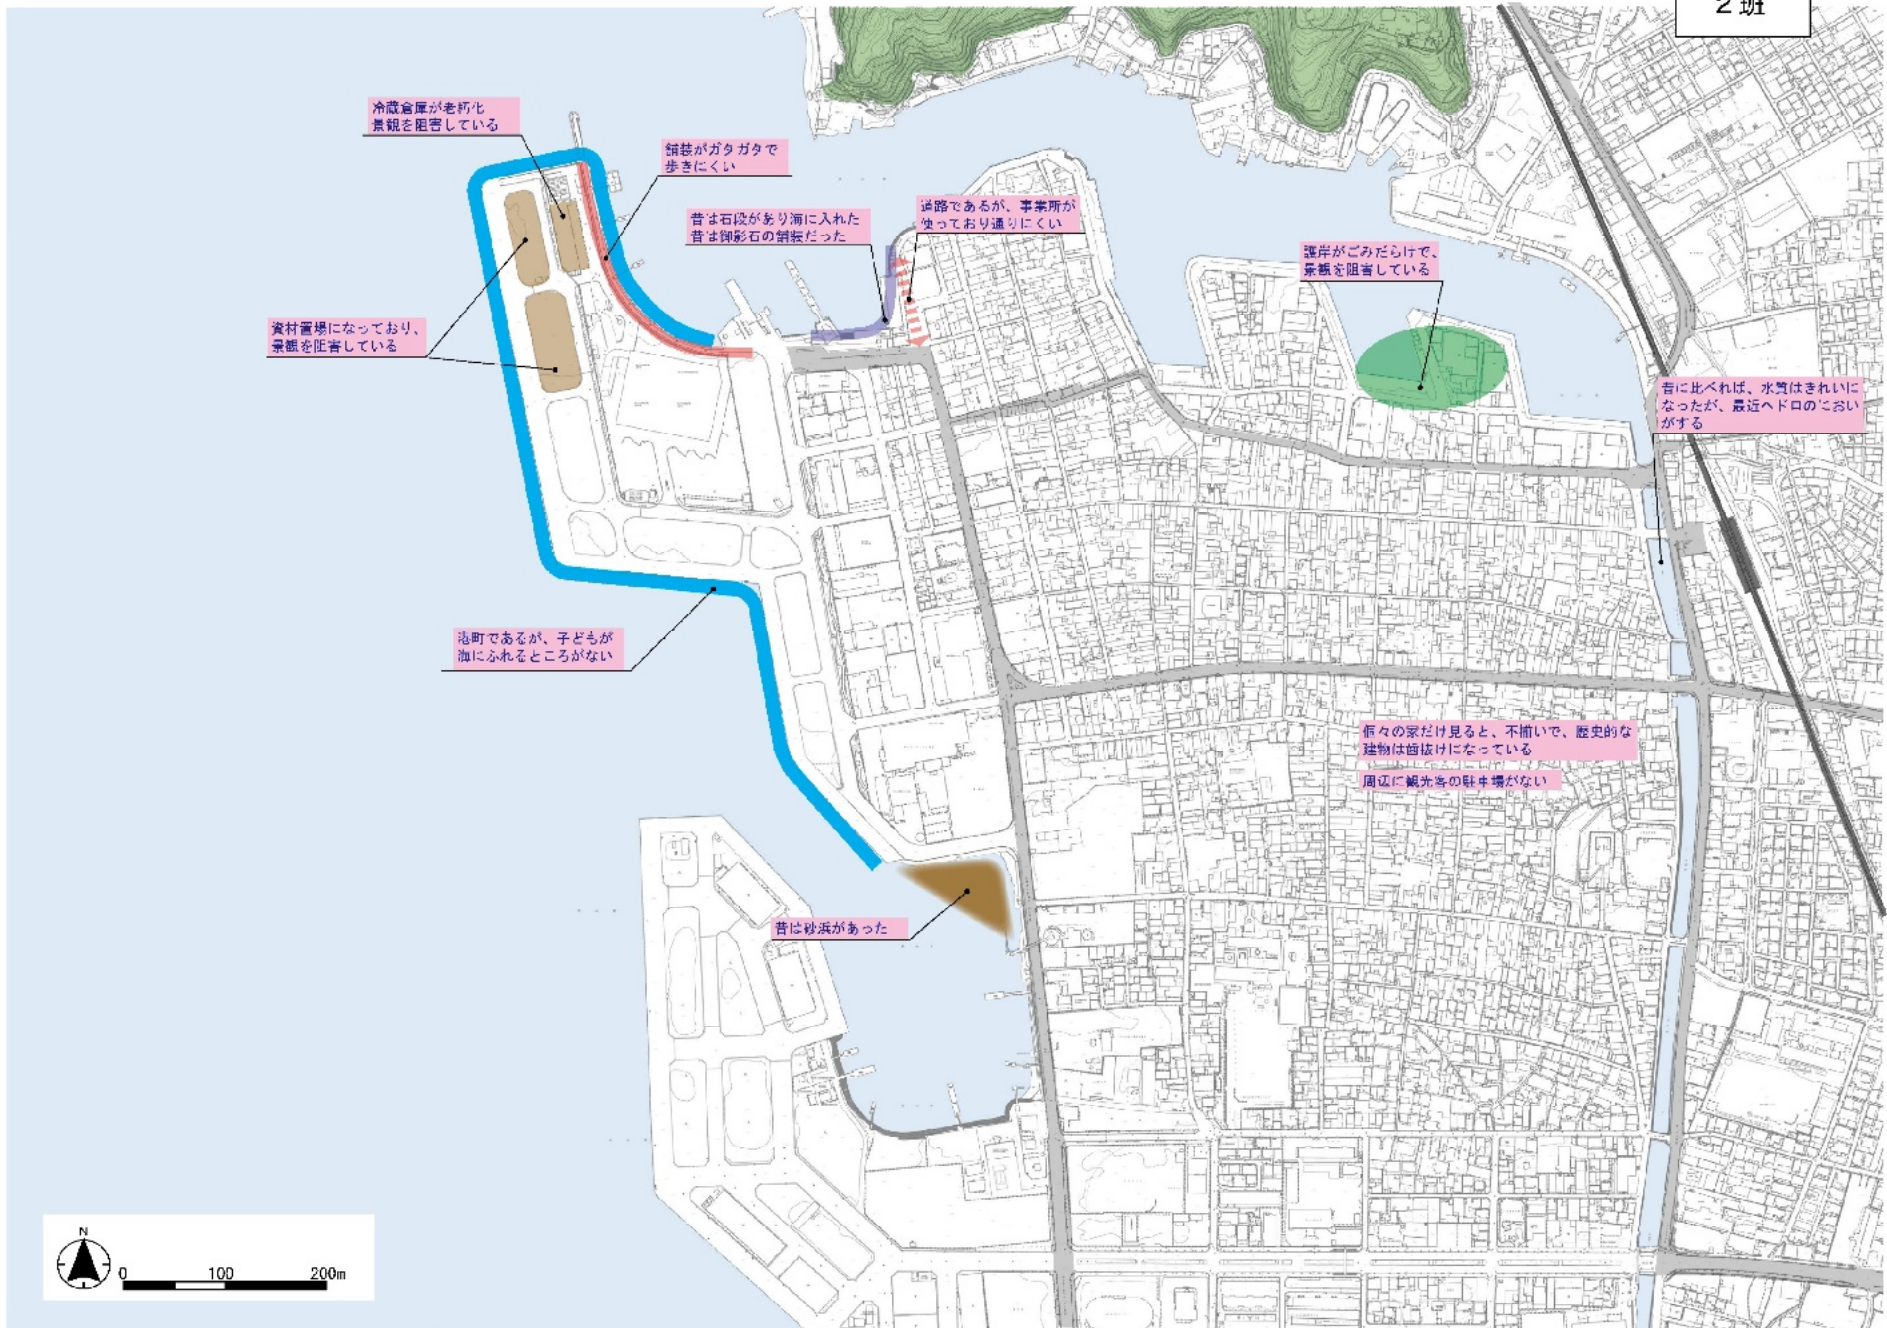 2班
冷蔵倉庫が老朽化
景観を阻害している
舗装がガタガタで
歩きにくい
昔は石段があり海に入れた
昔は御影石の舗装だった
道路であるが、事業所が
使っており通りにくい
護岸がごみだらけで、
景観を阻害している
資材置場になっており、
景観を阻害している
昔に比べれば、水質はきれいに
なったが、最近ヘドロのにおい
がする
港町であるが、子どもが
海にふれるところがない
個々の家だけ見ると、不揃いで、歴史的な
建物は歯抜けになっている
周辺に観光客の駐車場がない
昔は砂浜があった
N
0 100 200m